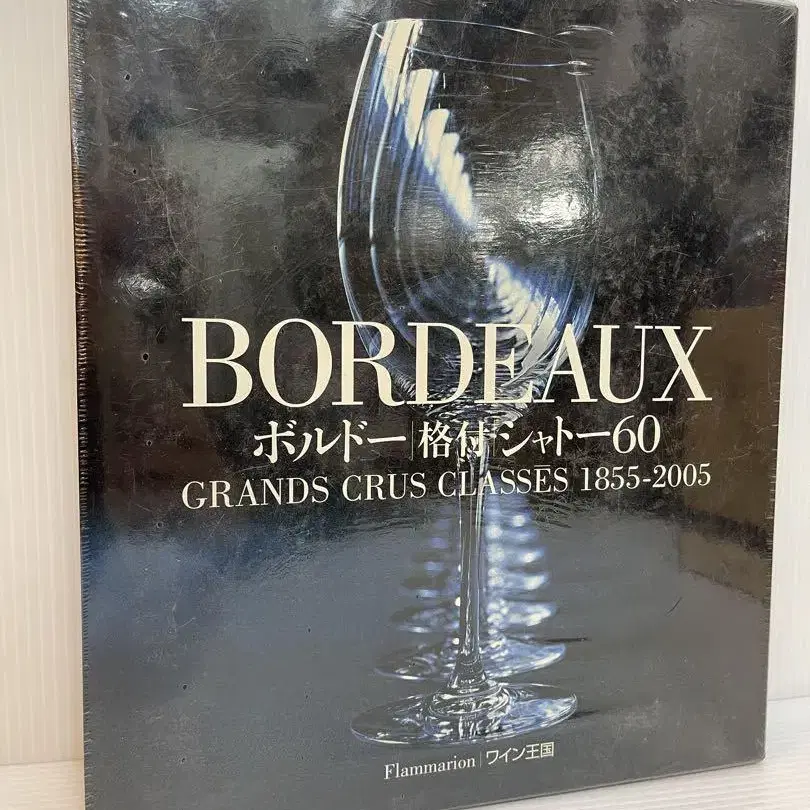 BORDEAUX
ボルドー|格付|シャトー60
GRANDS CRUS CLASSÉS 1855-2005
Flammarion|ワイン王国